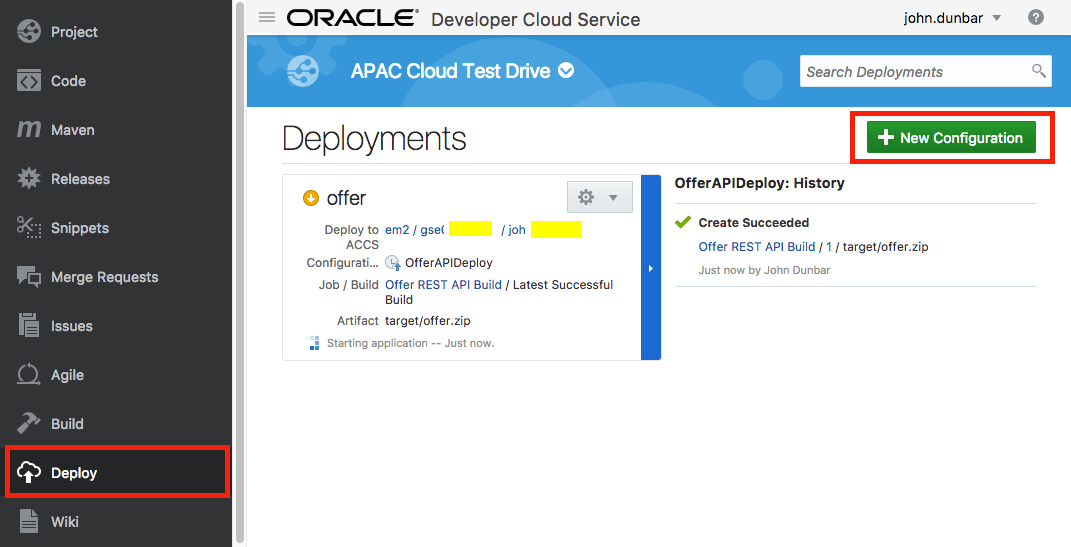 Project
Code
Maven
Releases
Snippets
Merge Requests
Issues
Agile
Build
Deploy
Wiki
ORACLE® Developer Cloud Service
john.dunbar
?
APAC Cloud Test Drive
Search Deployments
Deployments
New Configuration
offer
Deploy to em2 / gse / joh
ACCS
Configurati... OfferAPIDeploy
Job / Build Offer REST API Build / Latest Successful
Build
Artifact target/offer.zip
Starting application -- Just now.
OfferAPIDeploy: History
Create Succeeded
Offer REST API Build / 1 / target/offer.zip
Just now by John Dunbar